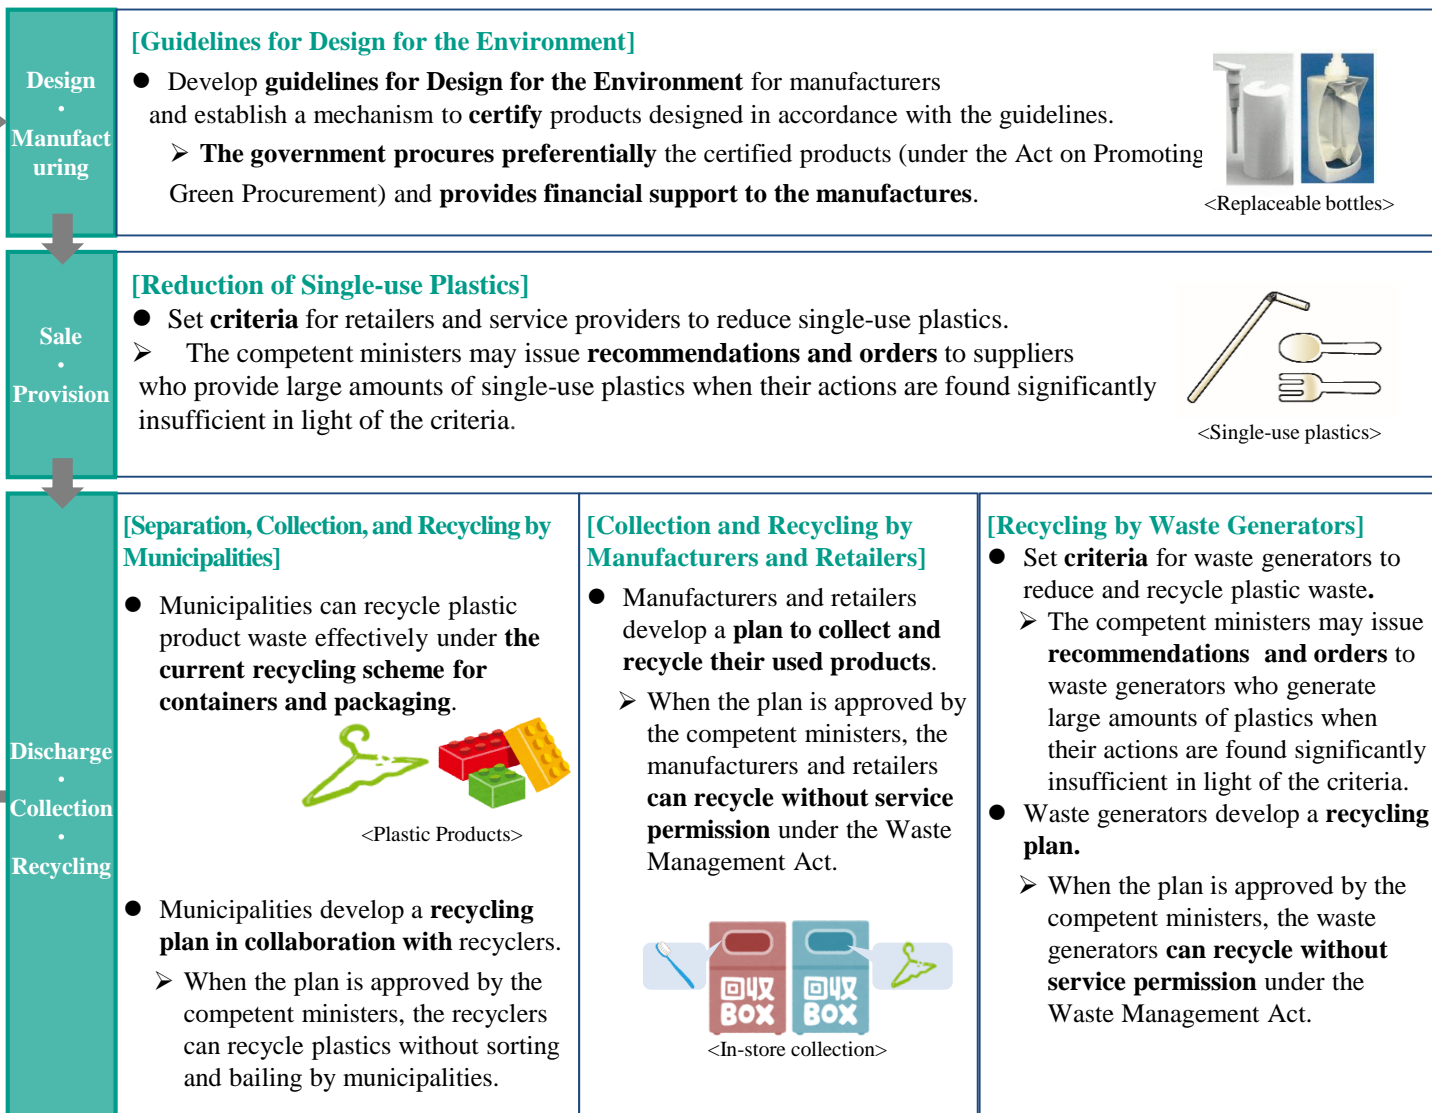 Design
・
Manufact
uring
[Guidelines for Design for the Environment]
● Develop guidelines for Design for the Environment for manufacturers
and establish a mechanism to certify products designed in accordance with the guidelines.
➢ The government procures preferentially the certified products (under the Act on Promoting
Green Procurement) and provides financial support to the manufactures.
<Replaceable bottles>
Sale
・
Provision
[Reduction of Single-use Plastics]
● Set criteria for retailers and service providers to reduce single-use plastics.
➢ The competent ministers may issue recommendations and orders to suppliers
who provide large amounts of single-use plastics when their actions are found significantly
insufficient in light of the criteria.
<Single-use plastics>
Discharge
・
Collection
・
Recycling
[Separation, Collection, and Recycling by
Municipalities]
● Municipalities can recycle plastic
product waste effectively under the
current recycling scheme for
containers and packaging.
<Plastic Products>
● Municipalities develop a recycling
plan in collaboration with recyclers.
➢ When the plan is approved by the
competent ministers, the recyclers
can recycle plastics without sorting
and bailing by municipalities.
[Collection and Recycling by
Manufacturers and Retailers]
● Manufacturers and retailers
develop a plan to collect and
recycle their used products.
➢ When the plan is approved by
the competent ministers, the
manufacturers and retailers
can recycle without service
permission under the Waste
Management Act.
回収
BOX
回収
BOX
<In-store collection>
[Recycling by Waste Generators]
● Set criteria for waste generators to
reduce and recycle plastic waste.
➢ The competent ministers may issue
recommendations and orders to
waste generators who generate
large amounts of plastics when
their actions are found significantly
insufficient in light of the criteria.
● Waste generators develop a recycling
plan.
➢ When the plan is approved by the
competent ministers, the waste
generators can recycle without
service permission under the
Waste Management Act.